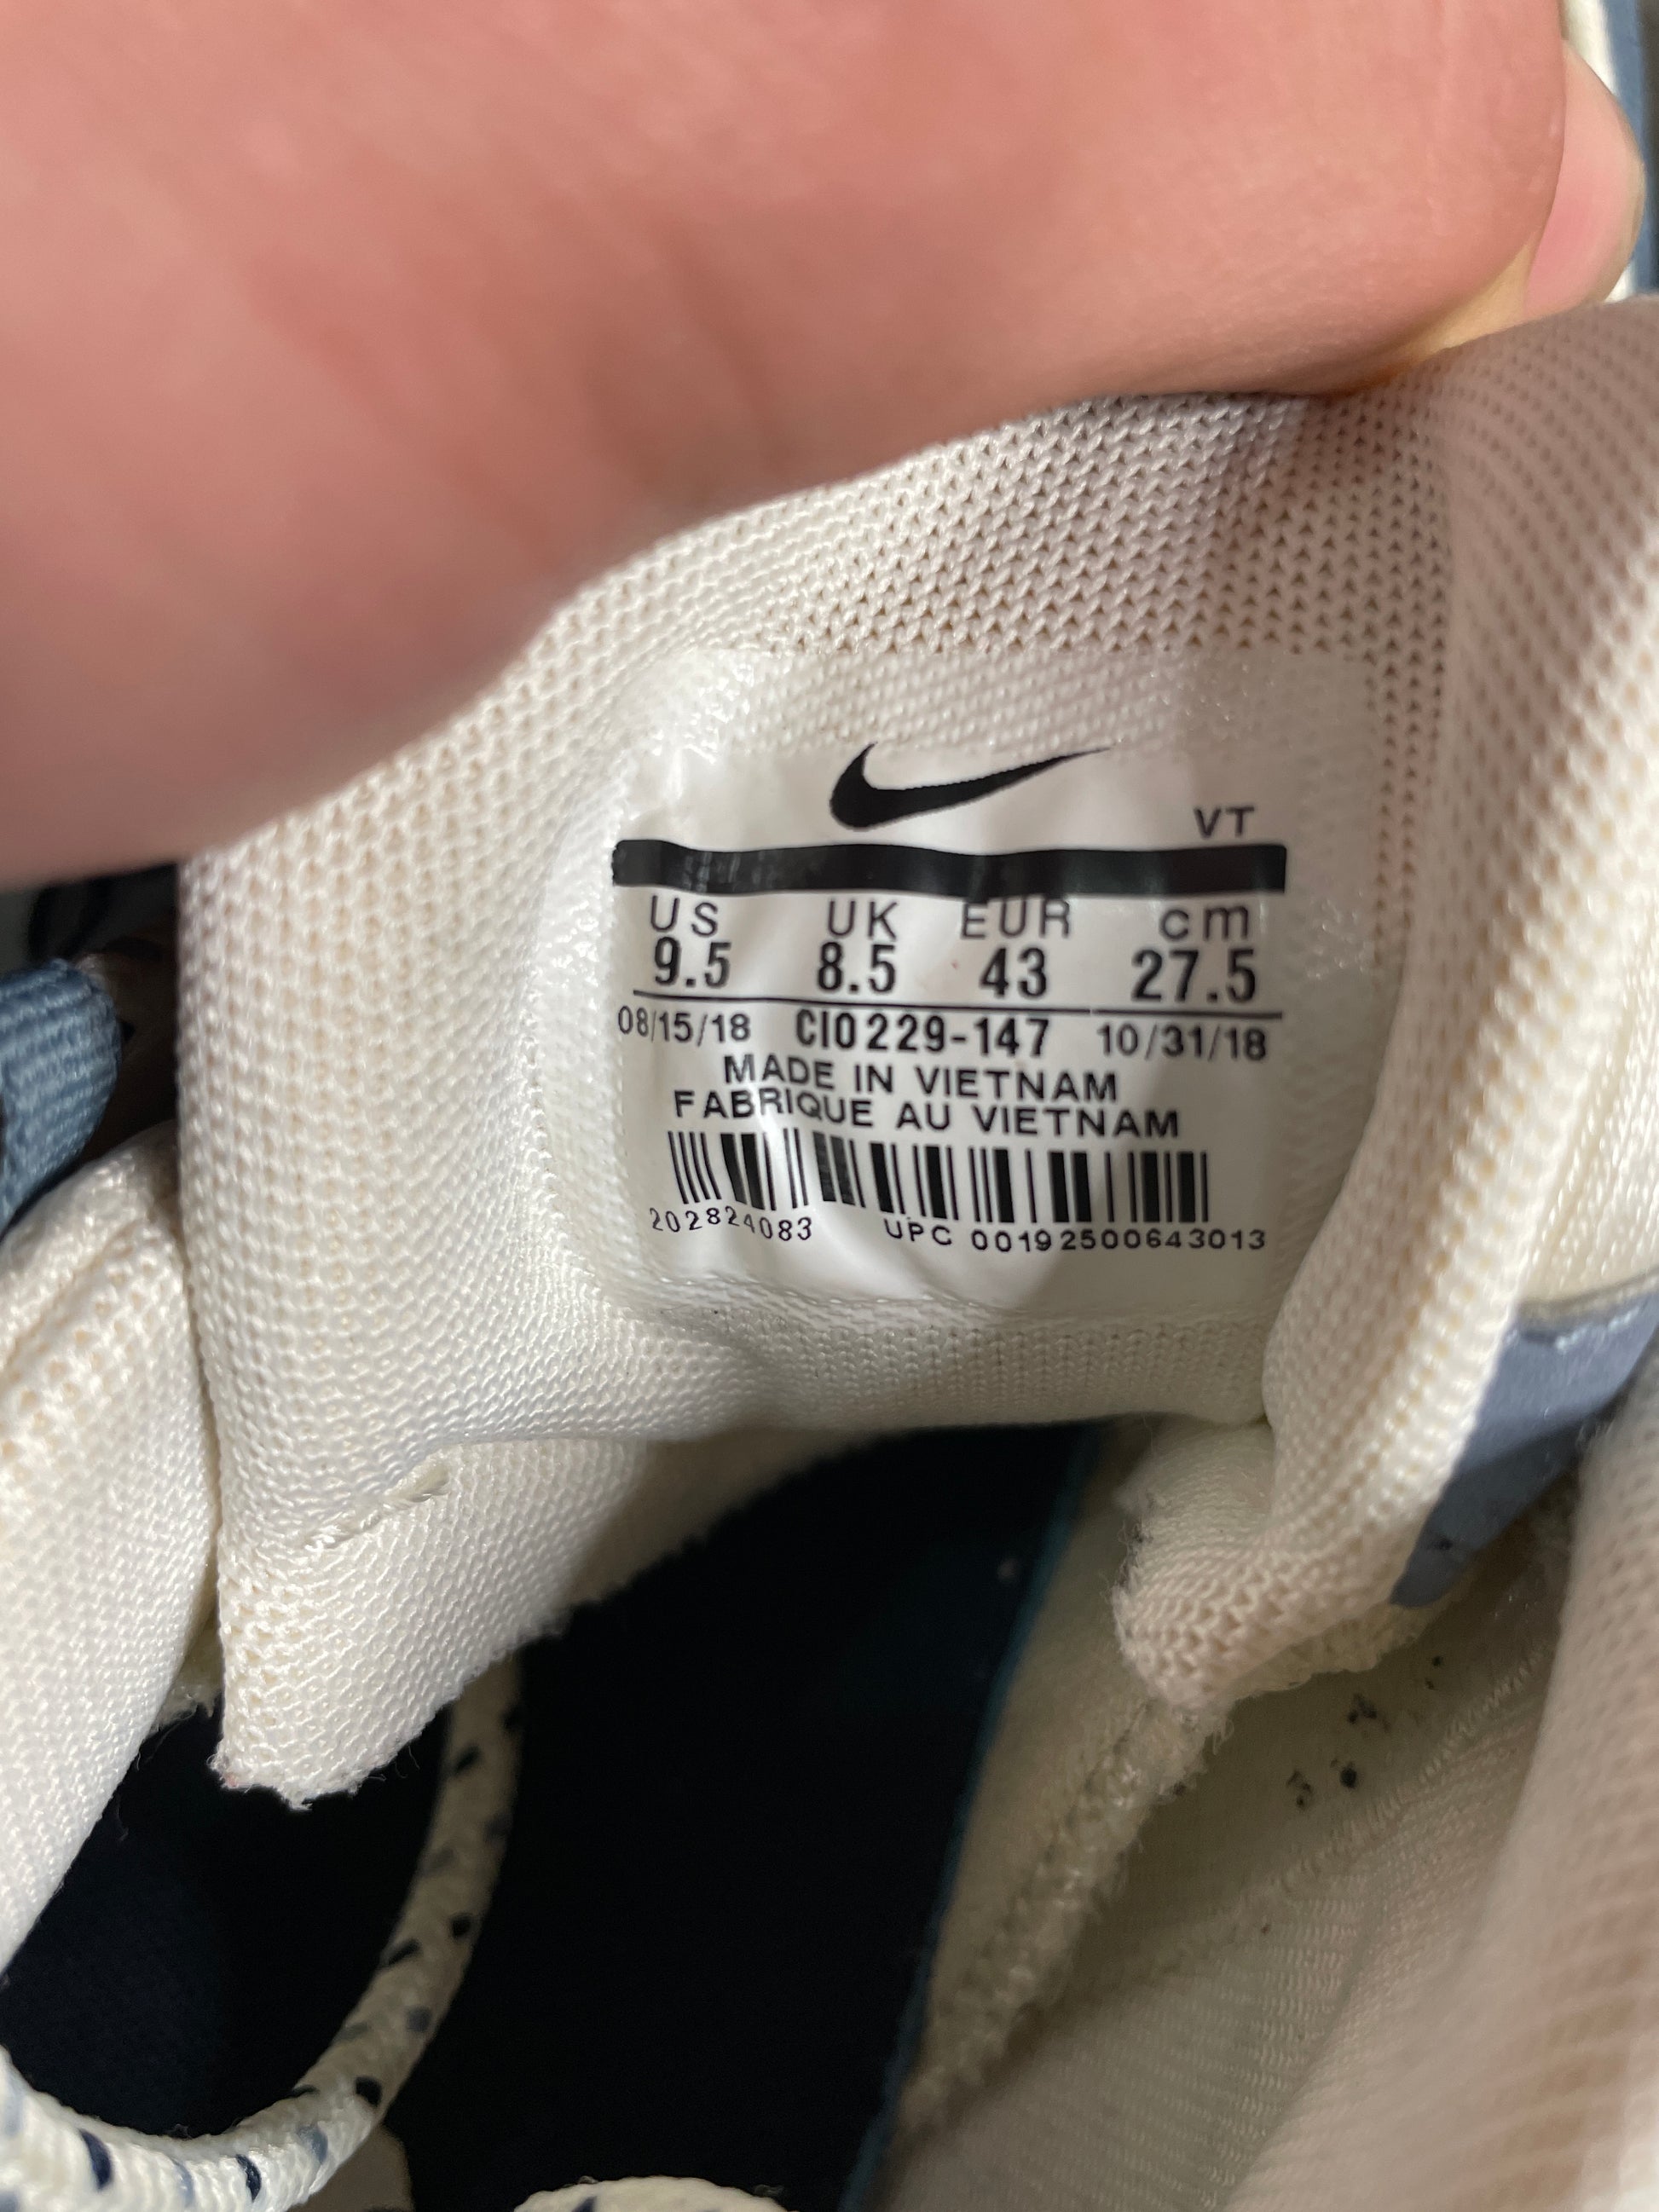 VT
US UK EUR cm
9.5 8.5 43 27.5
08/15/18 CI0229-147 10/31/18
MADE IN VIETNAM
FABRIQUE AU VIETNAM
202824083 UPC 00192500643013